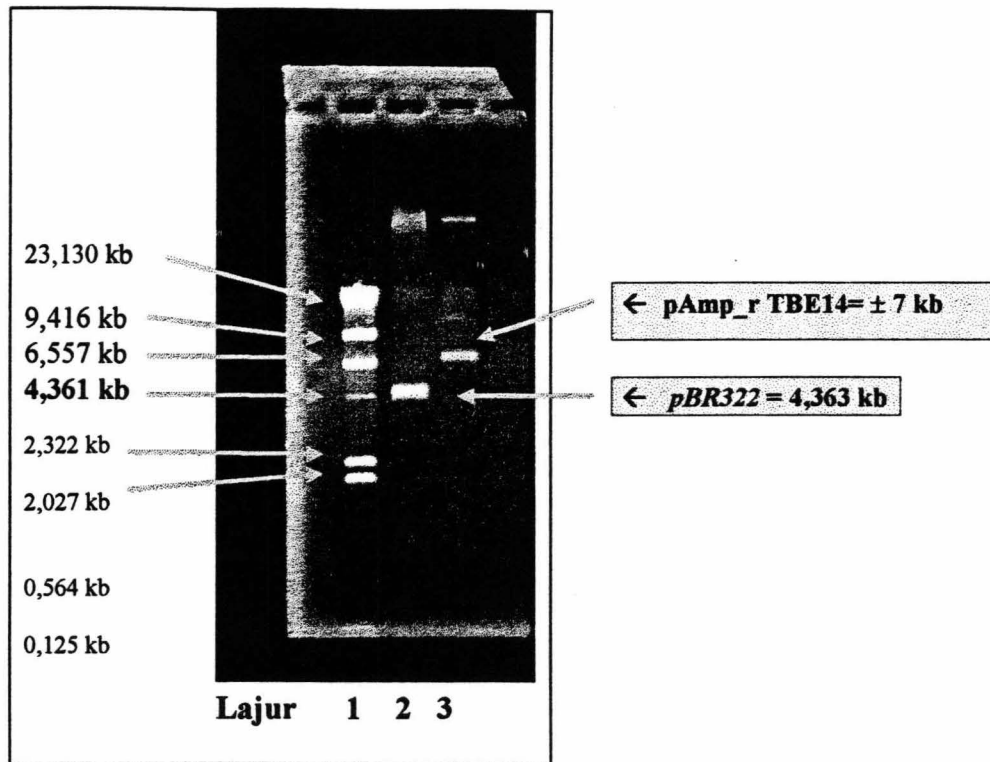 23,130 kb
9,416 kb
6,557 kb
4,361 kb
2,322 kb
2,027 kb
0,564 kb
0,125 kb
← pAmp_r TBE14= ± 7 kb
← pBR322 = 4,363 kb
Lajur 1 2 3